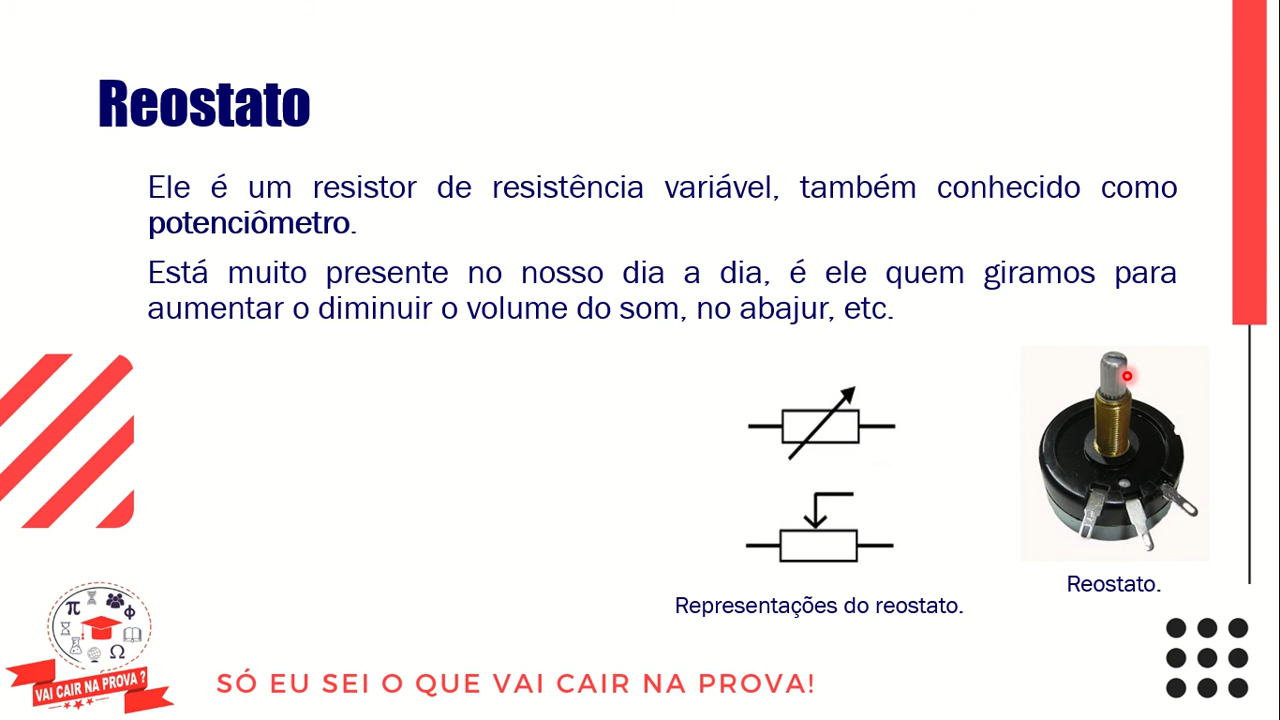 Reostato
Ele é um resistor de resistência variável, também conhecido como
potenciômetro.
Está muito presente no nosso dia a dia, é ele quem giramos para
aumentar o diminuir o volume do som, no abajur, etc.
Representações do reostato.
Reostato.
π
ϕ
Ω
VAI CAIR NA PROVA ?
SÓ EU SEI O QUE VAI CAIR NA PROVA!